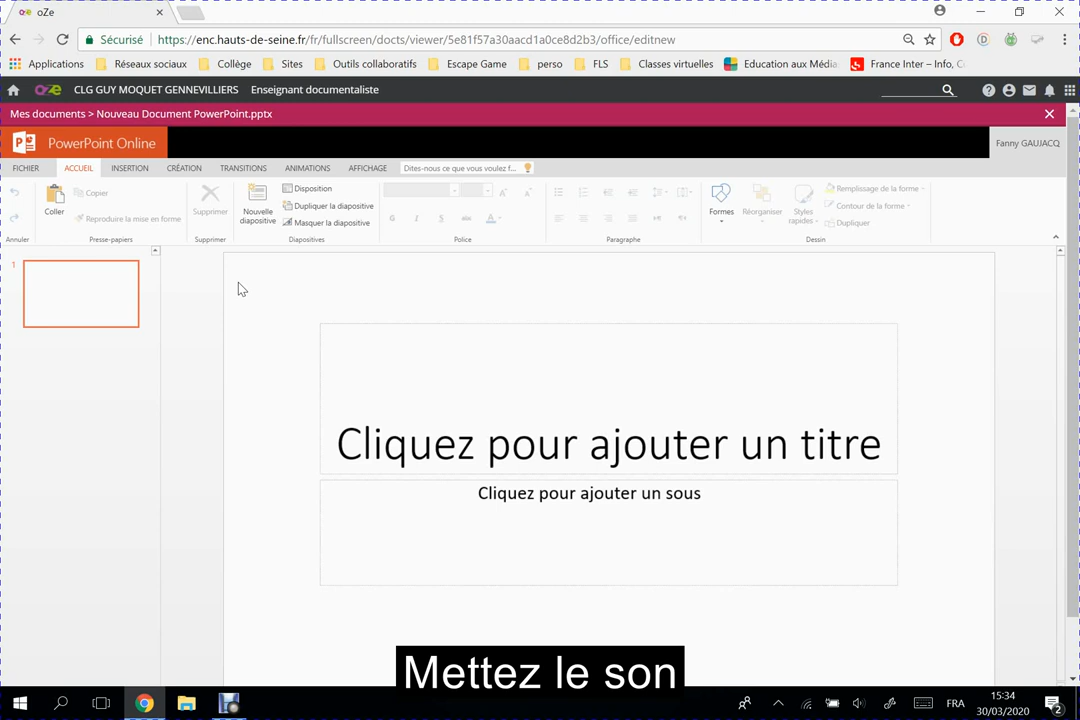 oZe
Sécurisé https://enc.hauts-de-seine.fr/fr/fullscreen/docts/viewer/5e81f57a30aacd1a0ce8d2b3/office/editnew
Applications Réseaux sociaux Collège Sites Outils collaboratifs Escape Game perso FLS Classes virtuelles Education aux Média France Inter – Info, C
oZe CLG GUY MOQUET GENNEVILLIERS Enseignant documentaliste
Mes documents > Nouveau Document PowerPoint.pptx
PowerPoint Online Fanny GAUJACQ
FICHIER ACCUEIL INSERTION CRÉATION TRANSITIONS ANIMATIONS AFFICHAGE Dites-nous ce que vous voulez f...
Coller
Copier
Reproduire la mise en forme
Supprimer
Nouvelle diapositive
Disposition
Dupliquer la diapositive
Masquer la diapositive
G I S abc A
Formes
Réorganiser
Styles rapides
Remplissage de la forme
Contour de la forme
Dupliquer
Annuler Presse-papiers Supprimer Diapositives Police Paragraphe Dessin
1
Cliquez pour ajouter un titre
Cliquez pour ajouter un sous
Mettez le son
FRA
15:34
30/03/2020
2